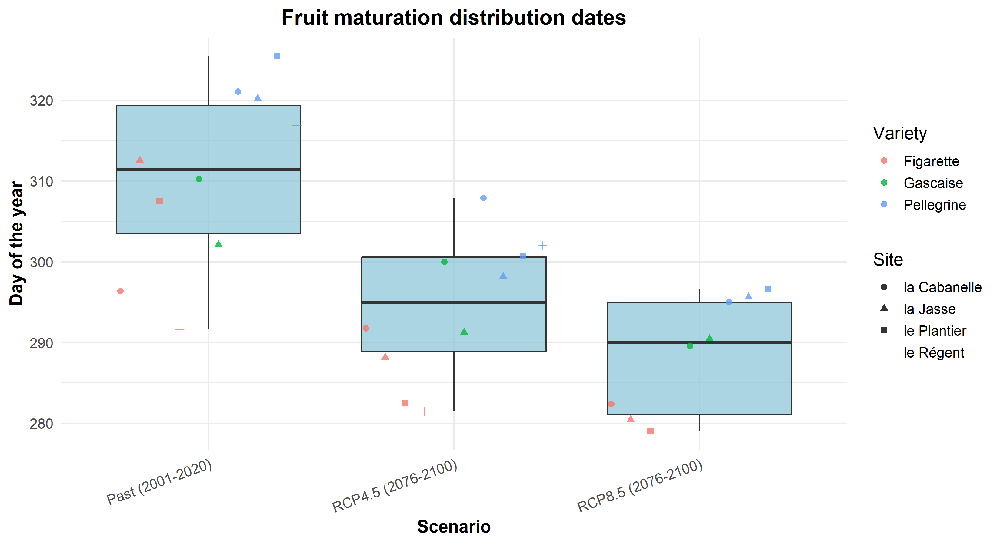 Fruit maturation distribution dates
Day of the year
320
310
300
290
280
Past (2001-2020)
RCP4.5 (2076-2100)
RCP8.5 (2076-2100)
Scenario
Variety
Figarette
Gascaise
Pellegrine
Site
la Cabanelle
la Jasse
le Plantier
le Régent